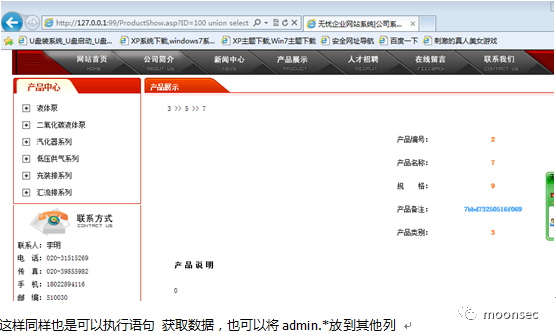 http://127.0.0.1:99/ProductShow.asp?ID=100 union select
无忧企业网站系统|公司系...
U盘装系统_U盘启动_U盘...
XP系统下载,windows7系...
XP主题下载,Win7主题下载
安全网址导航
百度一下
刺激的真人美女游戏
网站首页 公司简介 新闻中心 产品展示 人才招聘 在线留言 联系我们
HOME ABOUT US NEWS PRODUCT RECRUIT FEEDBACK CONTACT US
产品中心
液体泵
二氧化碳液体泵
汽化器系列
低压供气系列
充装排系列
汇流排系列
联系方式
CONTACT US
联系人: 李明
电 话: 020-31515269
传 真: 020-39855982
手 机: 18022894116
邮 编: 510030
产品展示
3 >> 5 >> 7
产品编号: 2
产品名称: 7
规 格: 9
产品备注: 7bbd73250516f069
产品类别: 3
产品说明
0
这样同样也是可以执行语句 获取数据，也可以将 admin.*放到其他列
moonsec